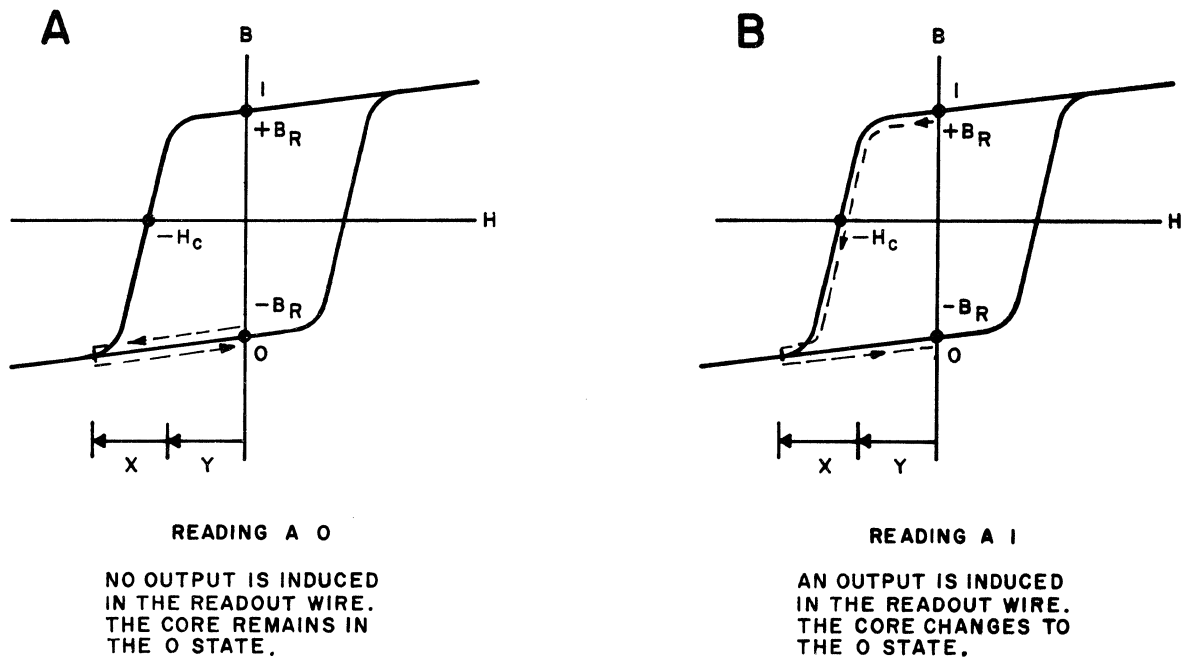 A
B
I
+BR
H
-HC
-BR
O
X Y
READING A O
NO OUTPUT IS INDUCED
IN THE READOUT WIRE.
THE CORE REMAINS IN
THE O STATE.
B
B
I
+BR
H
-HC
-BR
O
X Y
READING A I
AN OUTPUT IS INDUCED
IN THE READOUT WIRE.
THE CORE CHANGES TO
THE O STATE.